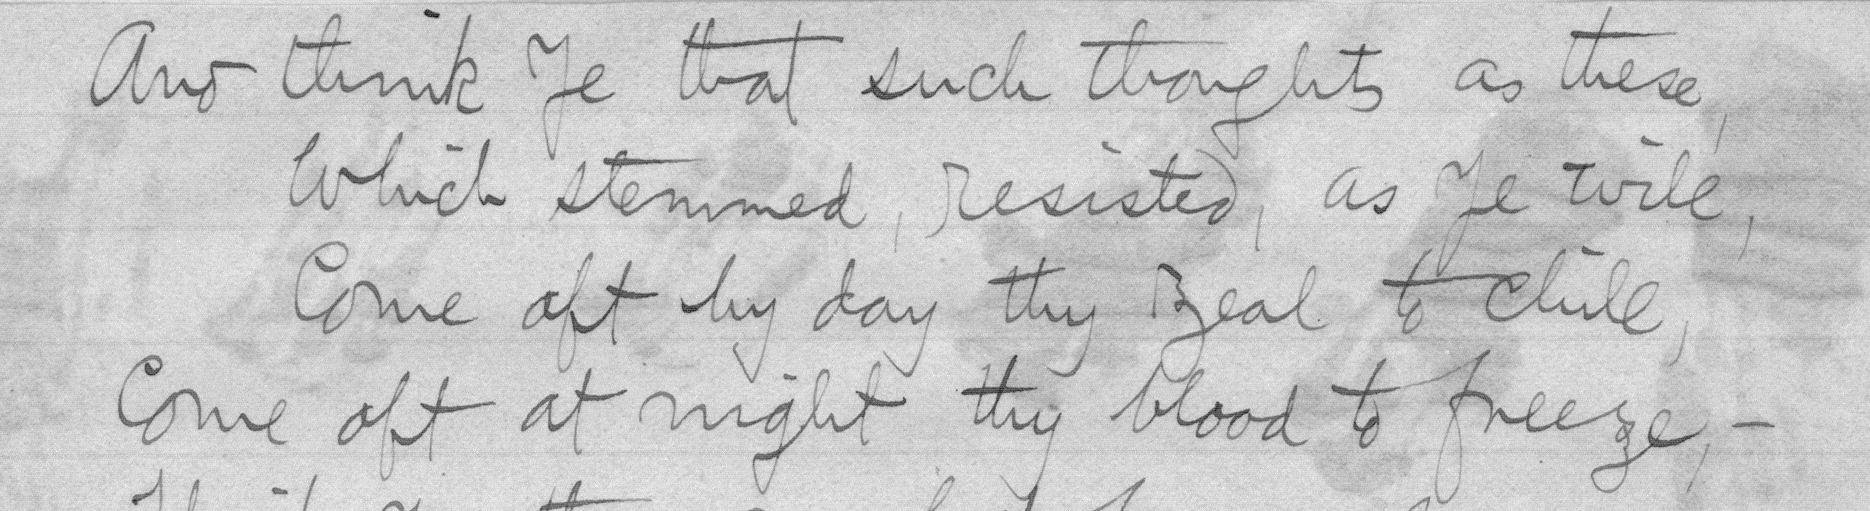 And think Ye that such thoughts as these,
Which stemmed, resisted, as Ye will,
Come oft by day thy zeal to chill,
Come oft at night thy blood to freeze, -